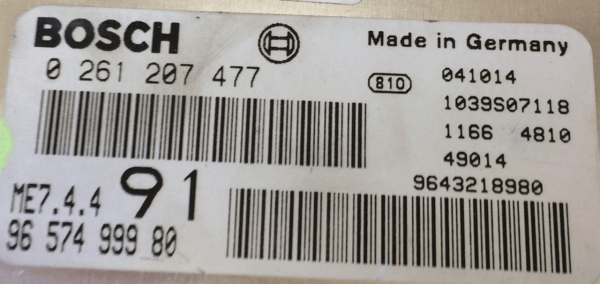 BOSCH
Made in Germany
0 261 207 477
810
041014
1039S07118
1166 4810
49014
9643218980
ME7.4.4 91
96 574 999 80